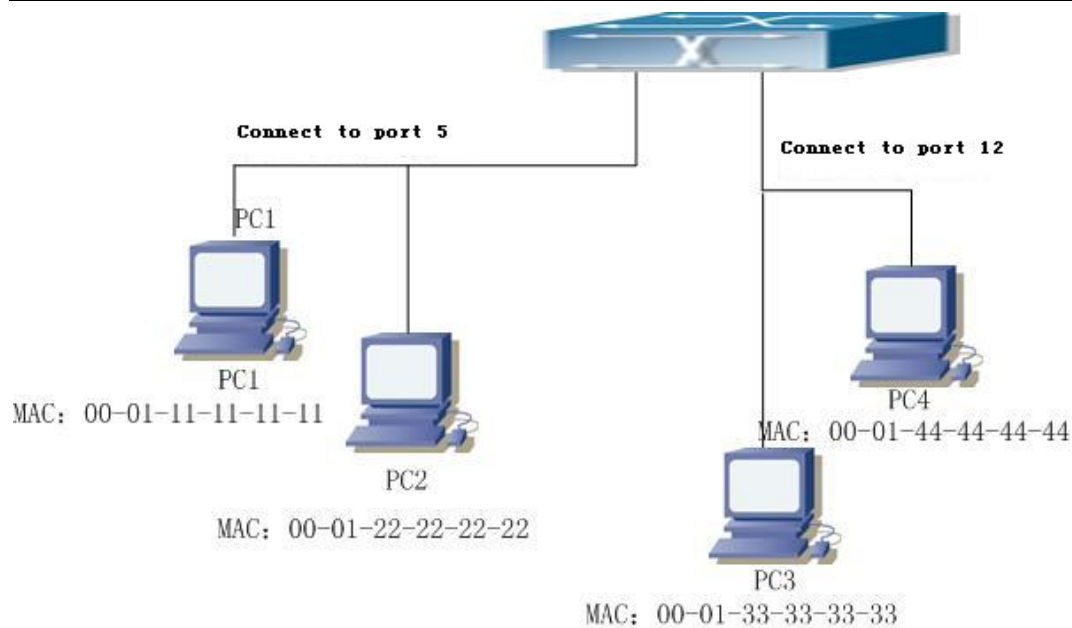 Connect to port 5
Connect to port 12
PC1
PC1
MAC: 00-01-11-11-11-11
PC4
MAC: 00-01-44-44-44-44
PC2
MAC: 00-01-22-22-22-22
PC3
MAC: 00-01-33-33-33-33